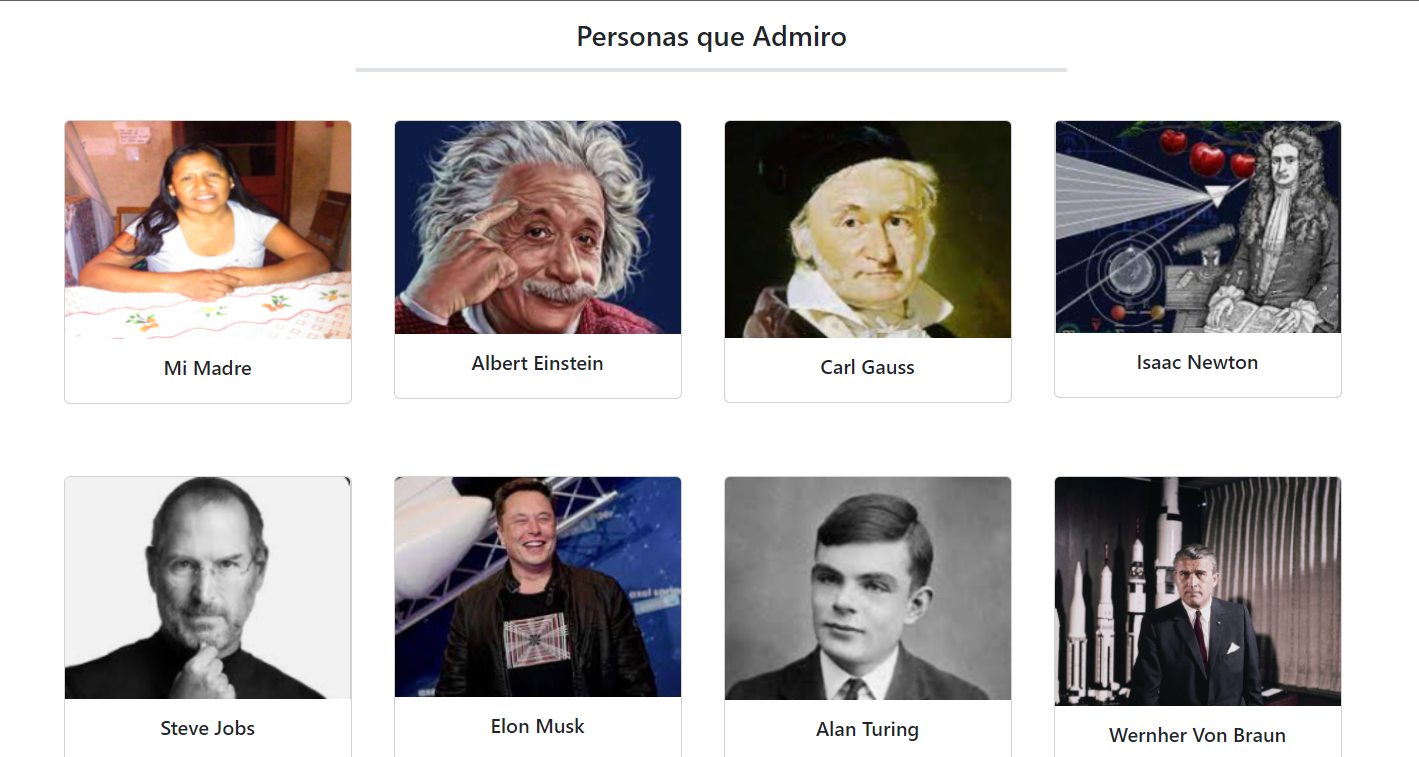 Personas que Admiro
Mi Madre
Albert Einstein
Carl Gauss
Isaac Newton
Steve Jobs
Elon Musk
Alan Turing
Wernher Von Braun